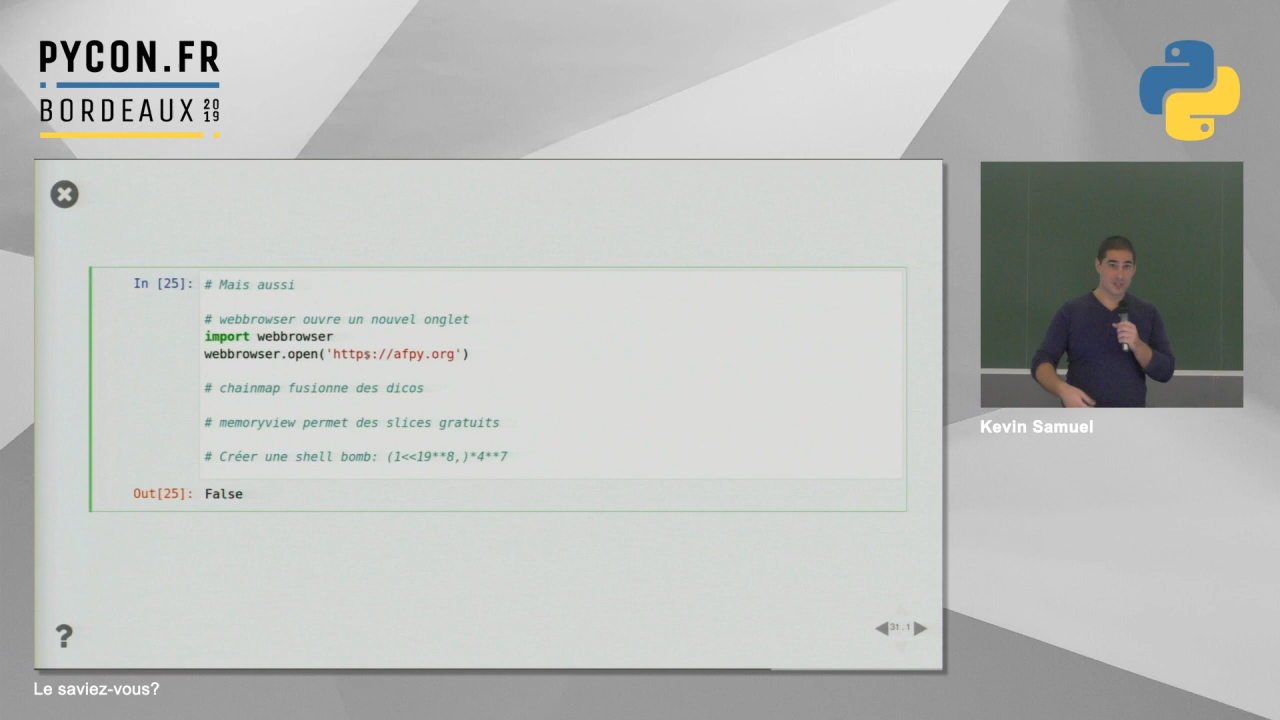 PYCON.FR
BORDEAUX 2019
In [25]: # Mais aussi
# webbrowser ouvre un nouvel onglet
import webbrowser
webbrowser.open('https://afpy.org')
# chainmap fusionne des dicos
# memoryview permet des slices gratuits
# Créer une shell bomb: (1<<19**8,)*4**7
Out[25]: False
31.1
?
Kevin Samuel
Le saviez-vous?